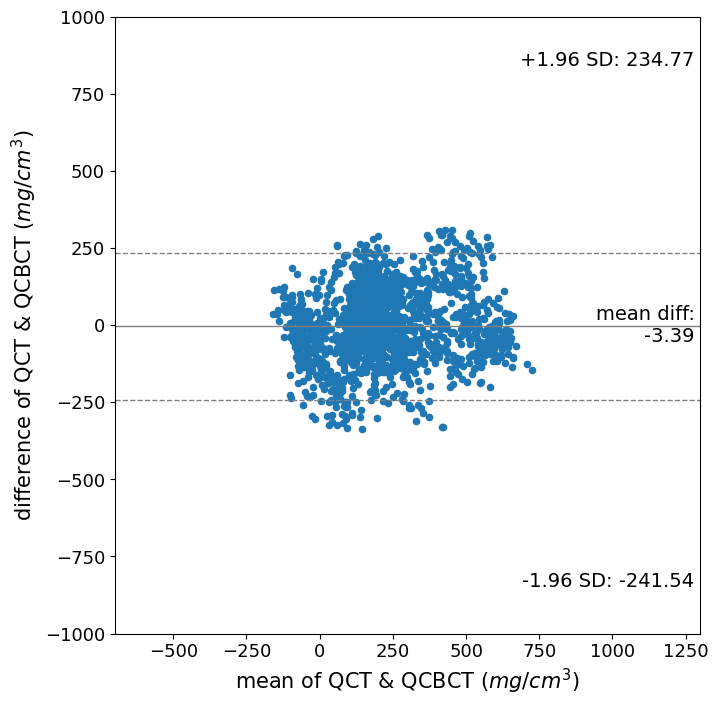 1000
750
500
250
0
−250
−500
−750
−1000
difference of QCT & QCBCT (mg/cm³)
+1.96 SD: 234.77
mean diff:
-3.39
-1.96 SD: -241.54
−500 −250 0 250 500 750 1000 1250
mean of QCT & QCBCT (mg/cm³)